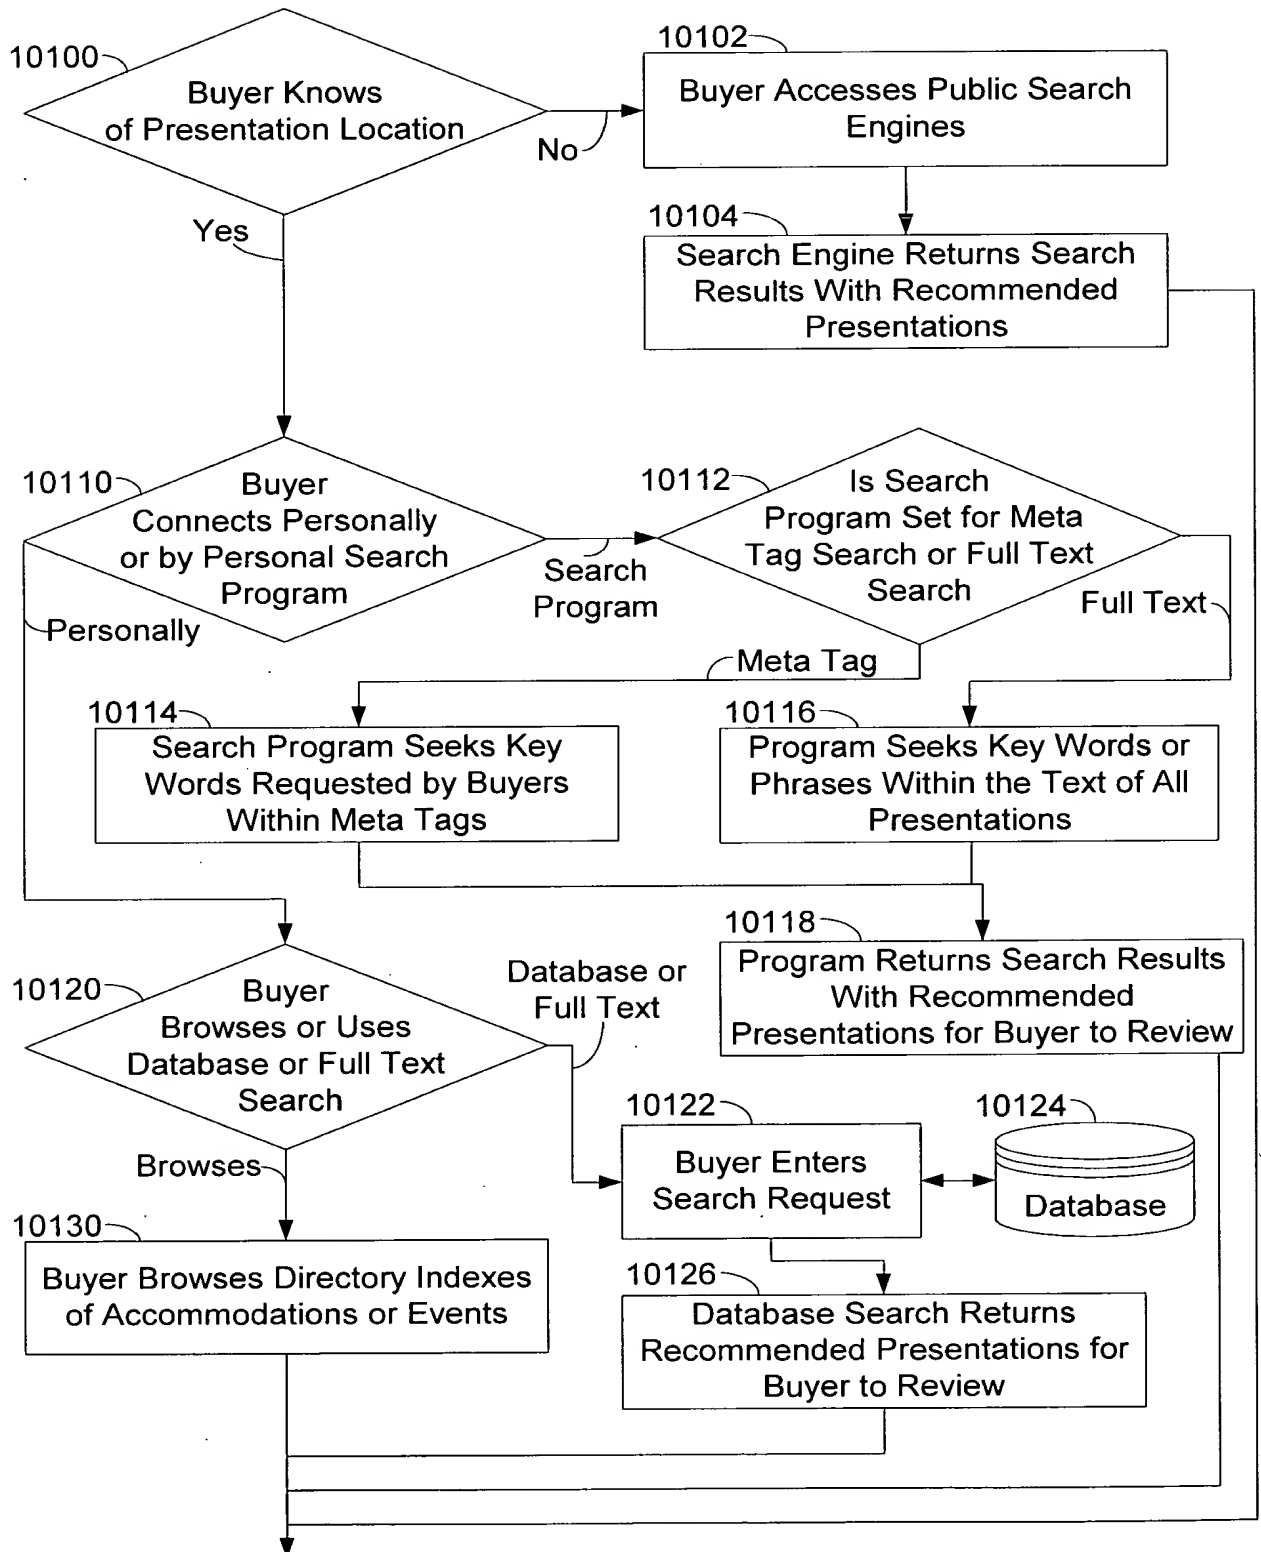 10100
Buyer Knows
of Presentation Location
No
Yes
10102
Buyer Accesses Public Search
Engines
10104
Search Engine Returns Search
Results With Recommended
Presentations
10110
Buyer
Connects Personally
or by Personal Search
Program
Search
Program
Personally
10112
Is Search
Program Set for Meta
Tag Search or Full Text
Search
Full Text
Meta Tag
10114
Search Program Seeks Key
Words Requested by Buyers
Within Meta Tags
10116
Program Seeks Key Words or
Phrases Within the Text of All
Presentations
10118
Program Returns Search Results
With Recommended
Presentations for Buyer to Review
10120
Buyer
Browses or Uses
Database or Full Text
Search
Database or
Full Text
Browses
10122
Buyer Enters
Search Request
10124
Database
10130
Buyer Browses Directory Indexes
of Accommodations or Events
10126
Database Search Returns
Recommended Presentations for
Buyer to Review